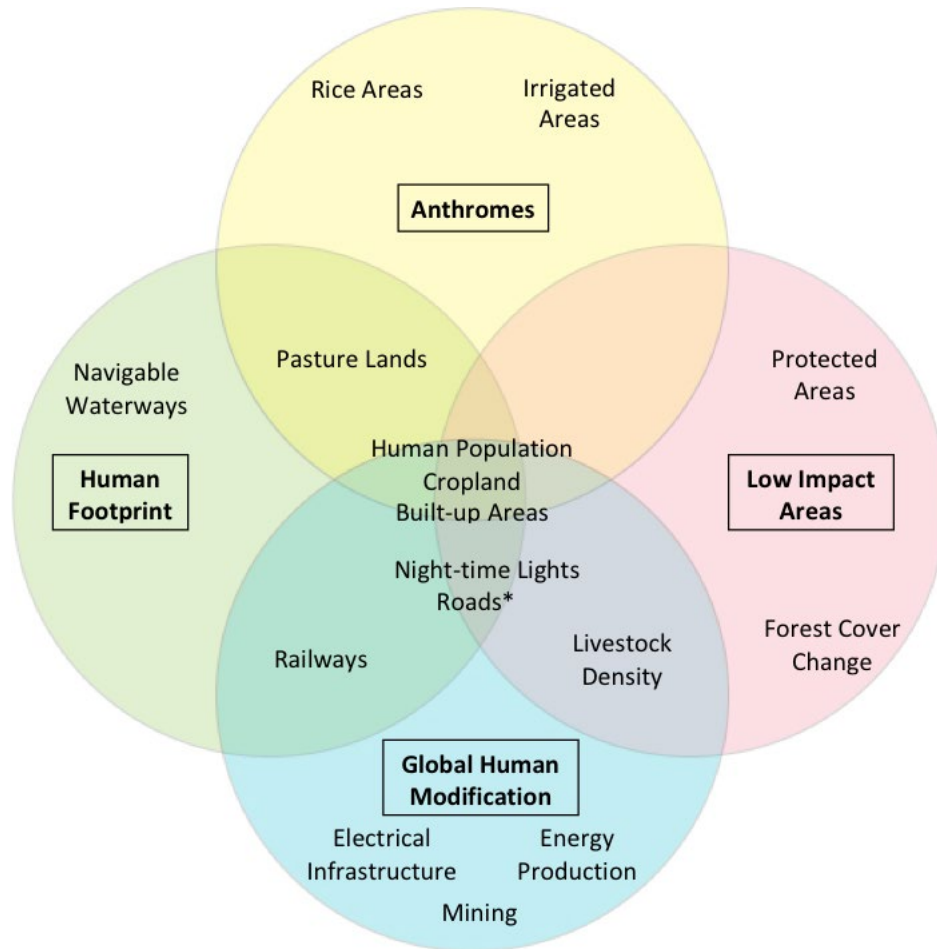 Rice Areas
Irrigated
Areas
Anthromes
Pasture Lands
Navigable
Waterways
Protected
Areas
Human Population
Cropland
Built-up Areas
Human
Footprint
Low Impact
Areas
Night-time Lights
Roads*
Railways
Livestock
Density
Forest Cover
Change
Global Human
Modification
Electrical
Infrastructure
Energy
Production
Mining